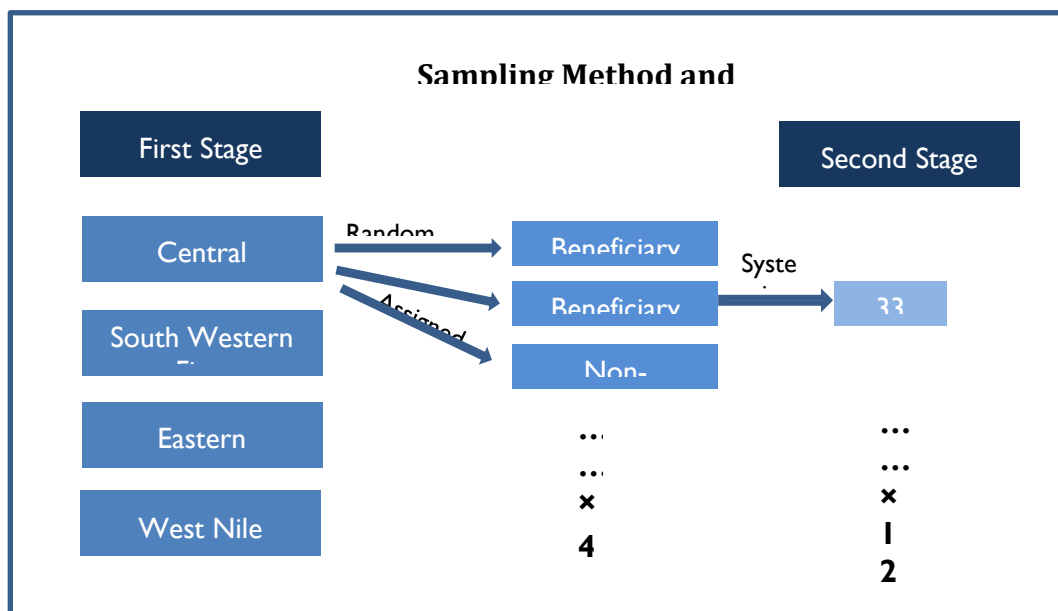 Sampling Method and
First Stage
Second Stage
Central
Random
Beneficiary
Syste
Beneficiary
33
Assigned
South Western
Non-
Eastern
...
...
...
...
×
×
West Nile
4
1
2